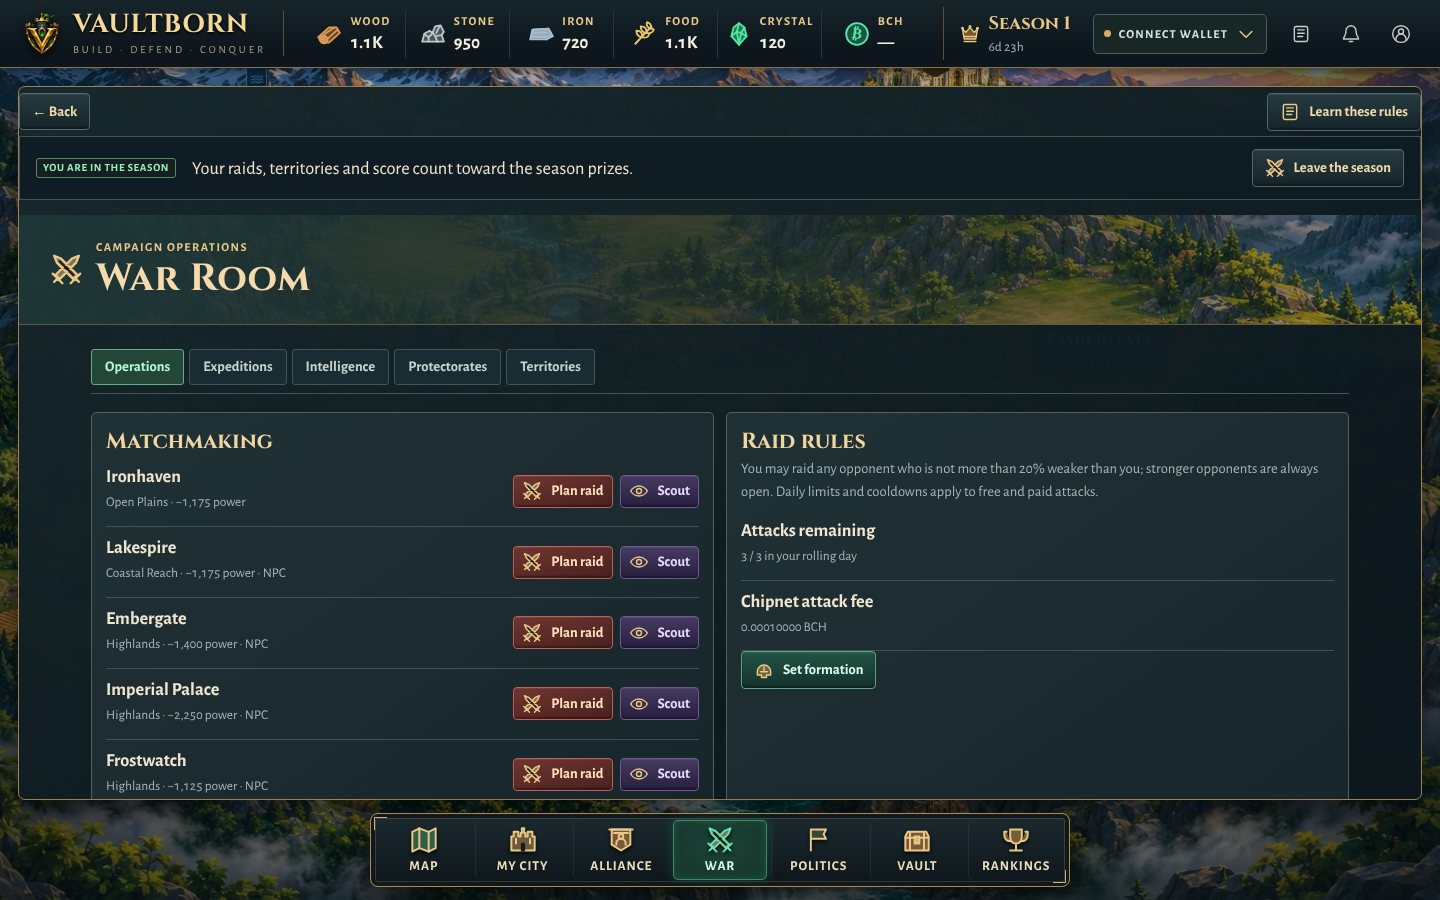 VAULTBORN
BUILD · DEFEND · CONQUER
WOOD
1.1K
STONE
950
IRON
720
FOOD
1.1K
CRYSTAL
120
BCH
—
SEASON 1
6d 23h
CONNECT WALLET
← Back
Learn these rules
YOU ARE IN THE SEASON
Your raids, territories and score count toward the season prizes.
Leave the season
CAMPAIGN OPERATIONS
WAR ROOM
Operations
Expeditions
Intelligence
Protectorates
Territories
MATCHMAKING
Ironhaven
Open Plains · ~1,175 power
Plan raid
Scout
Lakespire
Coastal Reach · ~1,175 power · NPC
Plan raid
Scout
Embergate
Highlands · ~1,400 power · NPC
Plan raid
Scout
Imperial Palace
Highlands · ~2,250 power · NPC
Plan raid
Scout
Frostwatch
Highlands · ~1,125 power · NPC
Plan raid
Scout
RAID RULES
You may raid any opponent who is not more than 20% weaker than you; stronger opponents are always
open. Daily limits and cooldowns apply to free and paid attacks.
Attacks remaining
3 / 3 in your rolling day
Chipnet attack fee
0.00010000 BCH
Set formation
EMBERGATE
MAP
MY CITY
ALLIANCE
WAR
POLITICS
VAULT
RANKINGS